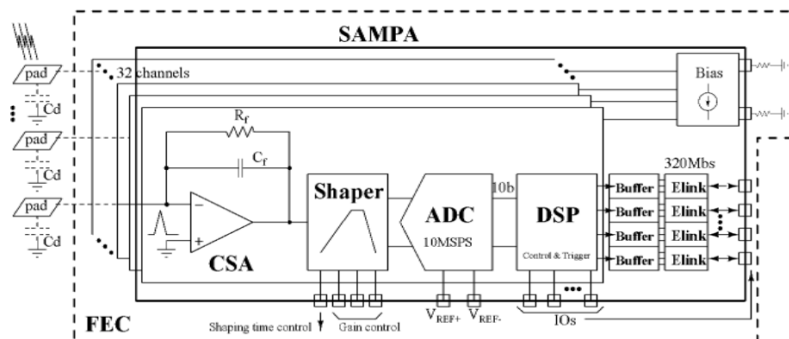 SAMPA
pad
32 channels
Bias
Cd
Rf
pad
Cf
320Mbs
Cd
Shaper
10b
Buffer
Elink
pad
ADC
DSP
Buffer
Elink
10MSPS
Buffer
Elink
Cd
CSA
Control & Trigger
Buffer
Elink
FEC
Shaping time control
Gain control
VREF+
VREF-
IOs